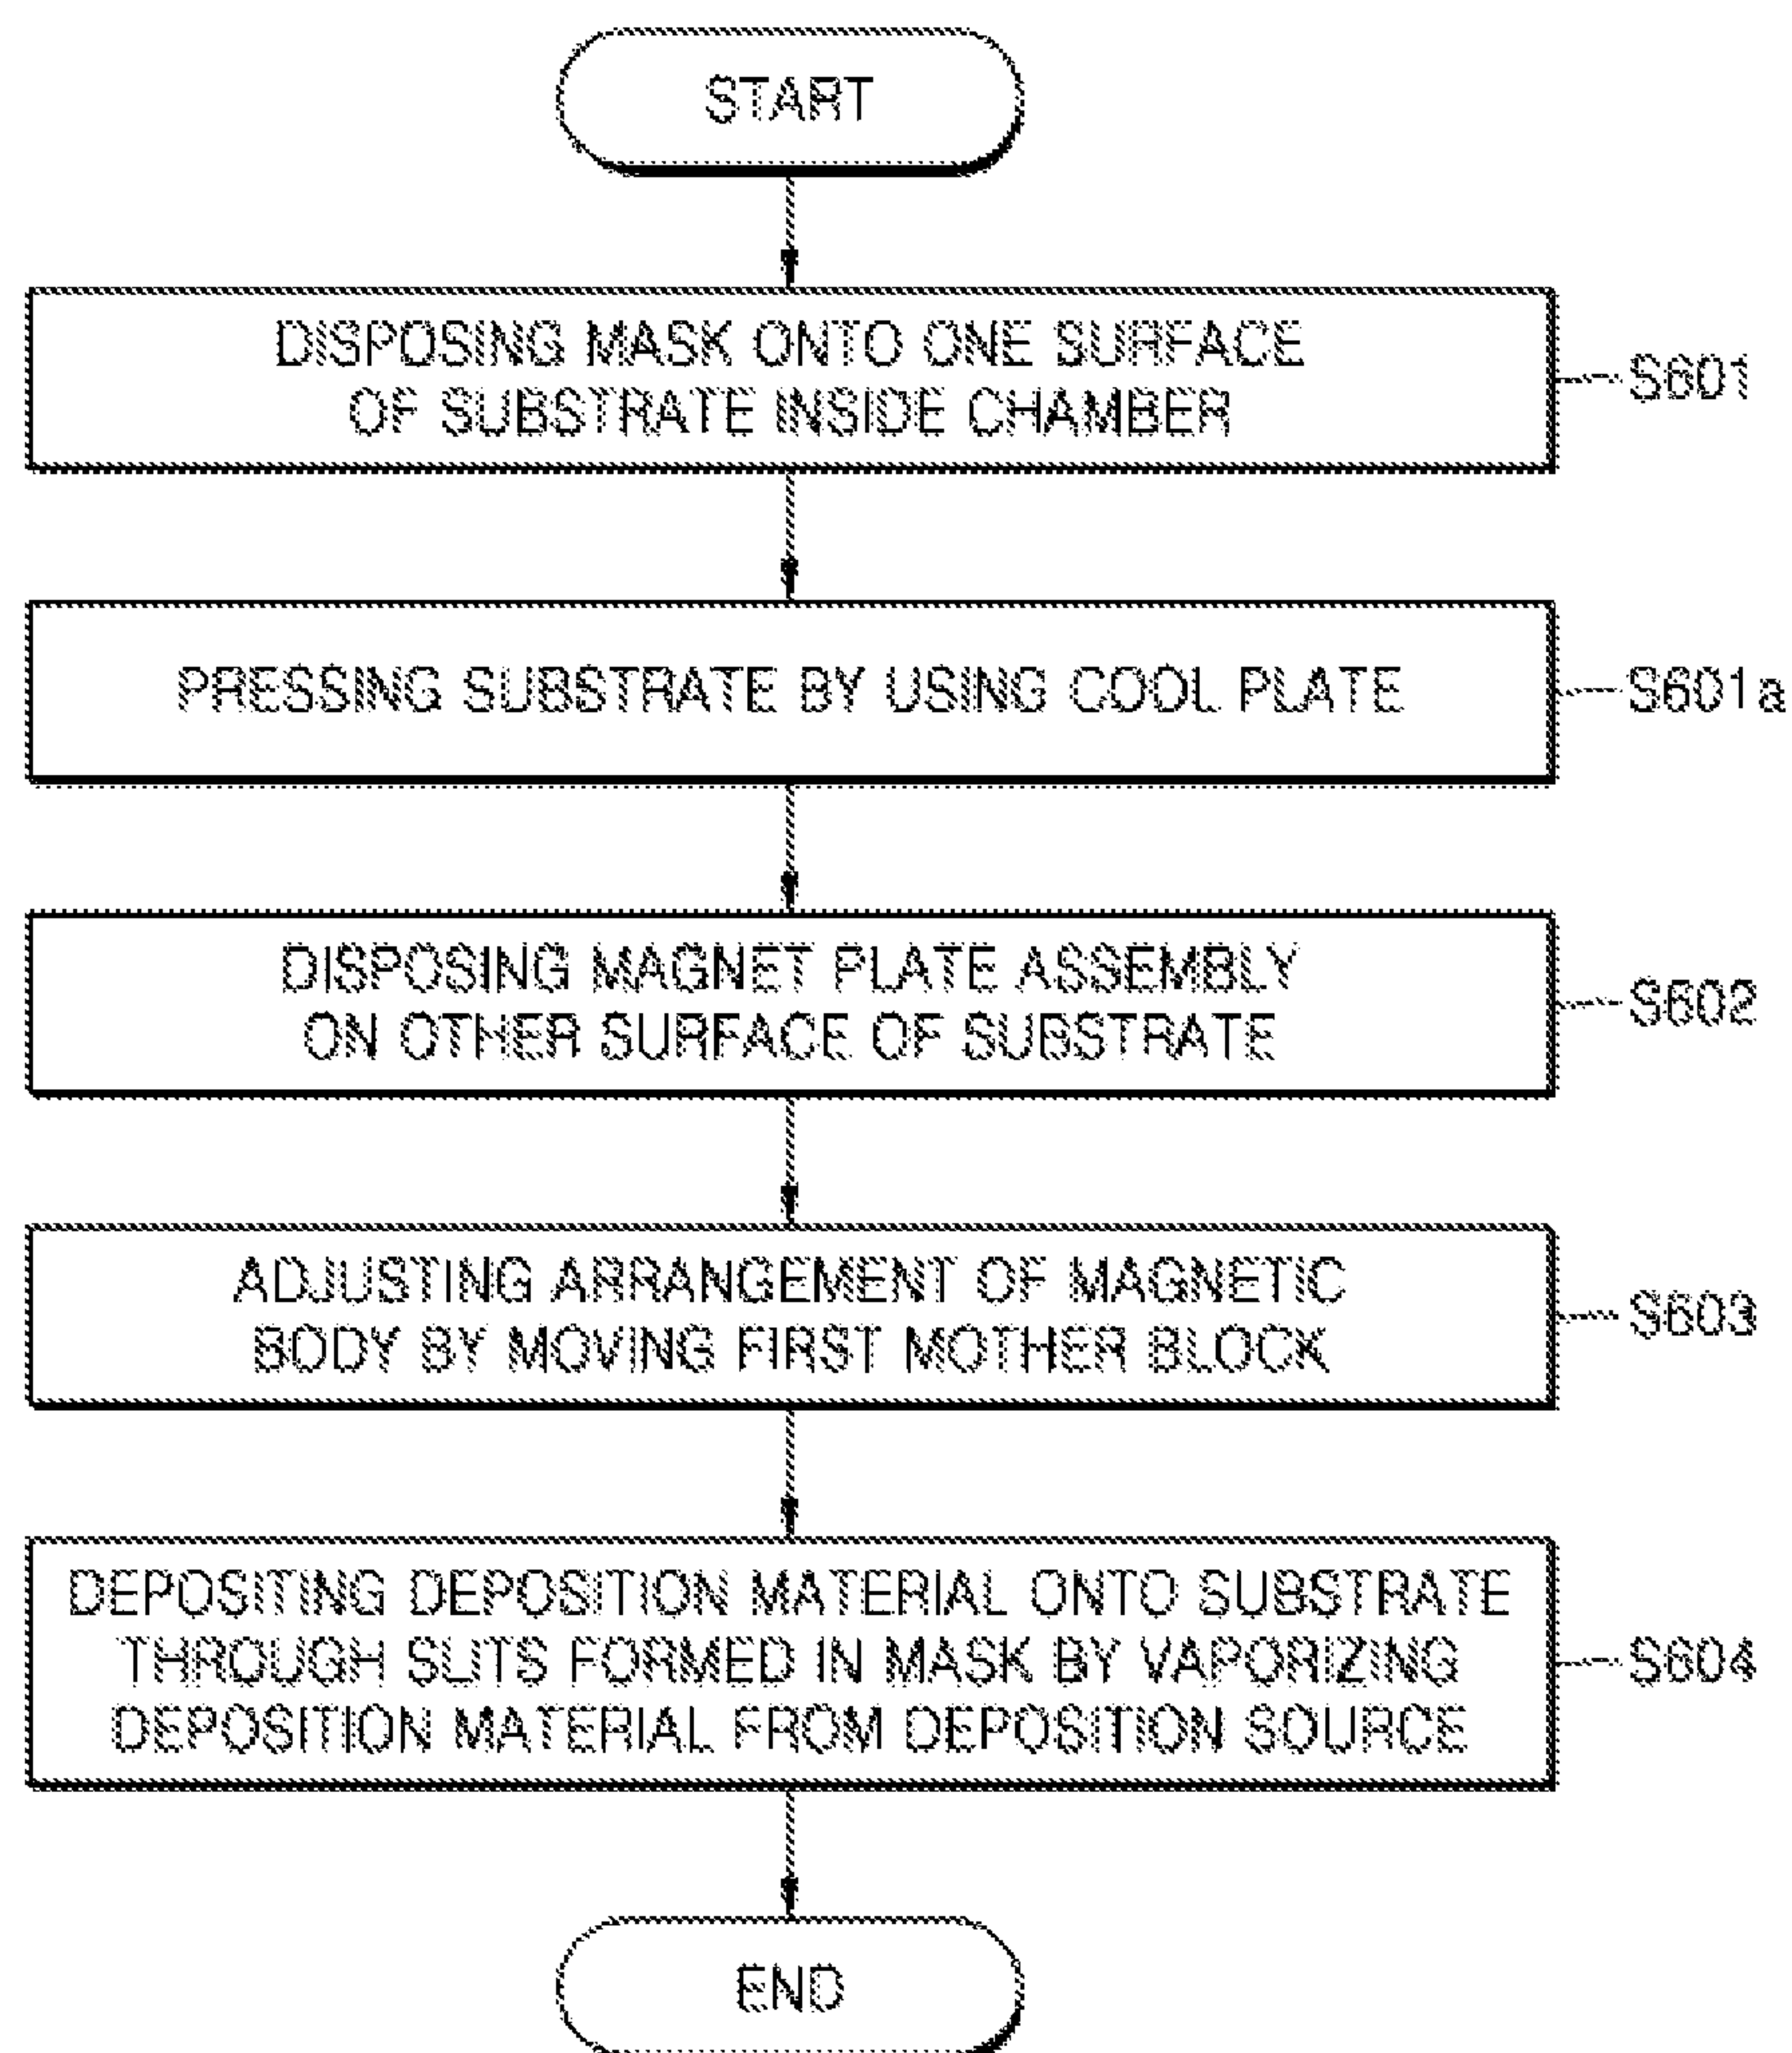 START
DISPOSING MASK ONTO ONE SURFACE
OF SUBSTRATE INSIDE CHAMBER
S601
PRESSING SUBSTRATE BY USING COOL PLATE
S601a
DISPOSING MAGNET PLATE ASSEMBLY
ON OTHER SURFACE OF SUBSTRATE
S602
ADJUSTING ARRANGEMENT OF MAGNETIC
BODY BY MOVING FIRST MOTHER BLOCK
S603
DEPOSITING DEPOSITION MATERIAL ONTO SUBSTRATE
THROUGH SLITS FORMED IN MASK BY VAPORIZING
DEPOSITION MATERIAL FROM DEPOSITION SOURCE
S604
END